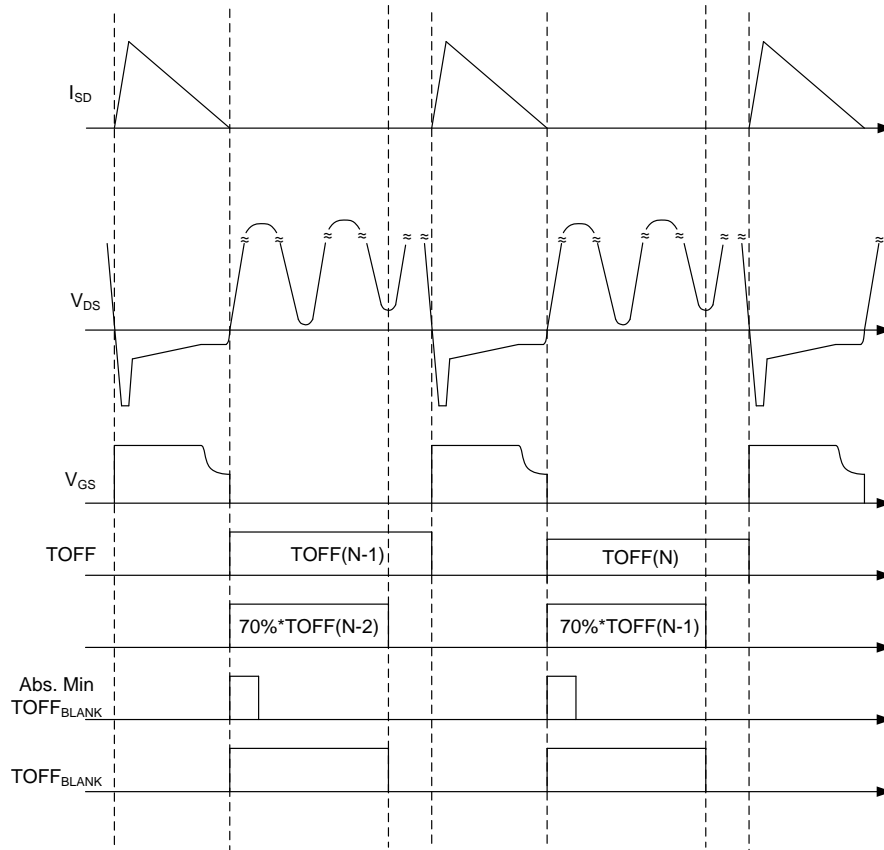 I_SD
V_DS
V_GS
TOFF
TOFF(N-1)
TOFF(N)
70%*TOFF(N-2)
70%*TOFF(N-1)
Abs. Min
TOFF_BLANK
TOFF_BLANK